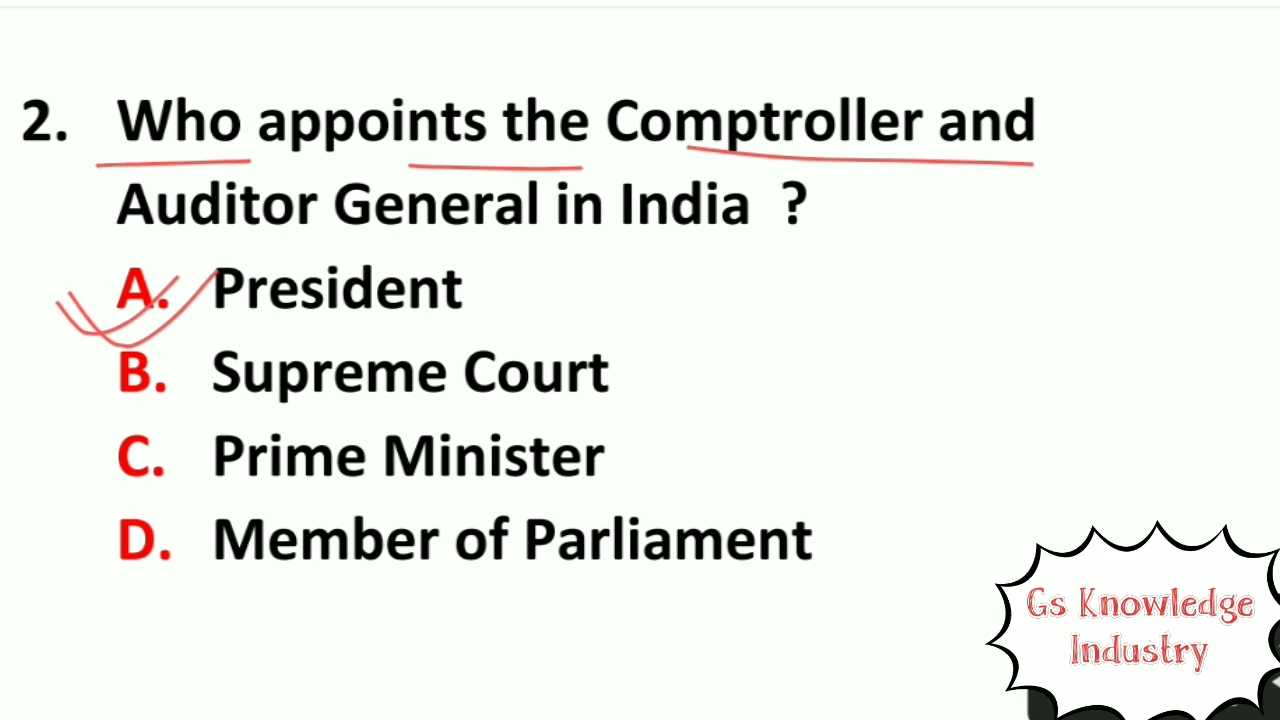 2. Who appoints the Comptroller and
Auditor General in India ?
A. President
B. Supreme Court
C. Prime Minister
D. Member of Parliament
Gs Knowledge
Industry